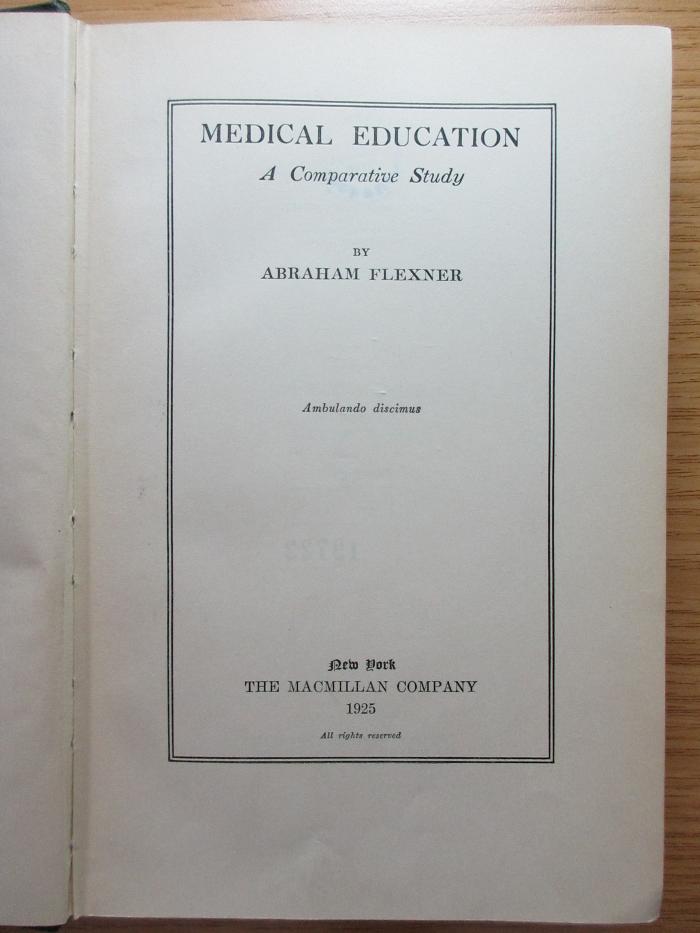 MEDICAL EDUCATION
A Comparative Study
BY
ABRAHAM FLEXNER
Ambulando discimus
New York
THE MACMILLAN COMPANY
1925
All rights reserved